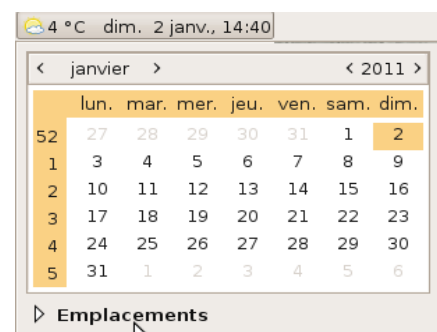 4 °C dim. 2 janv., 14:40
< janvier > < 2011 >
lun. mar. mer. jeu. ven. sam. dim.
52 27 28 29 30 31 1 2
1 3 4 5 6 7 8 9
2 10 11 12 13 14 15 16
3 17 18 19 20 21 22 23
4 24 25 26 27 28 29 30
5 31 1 2 3 4 5 6
Emplacements